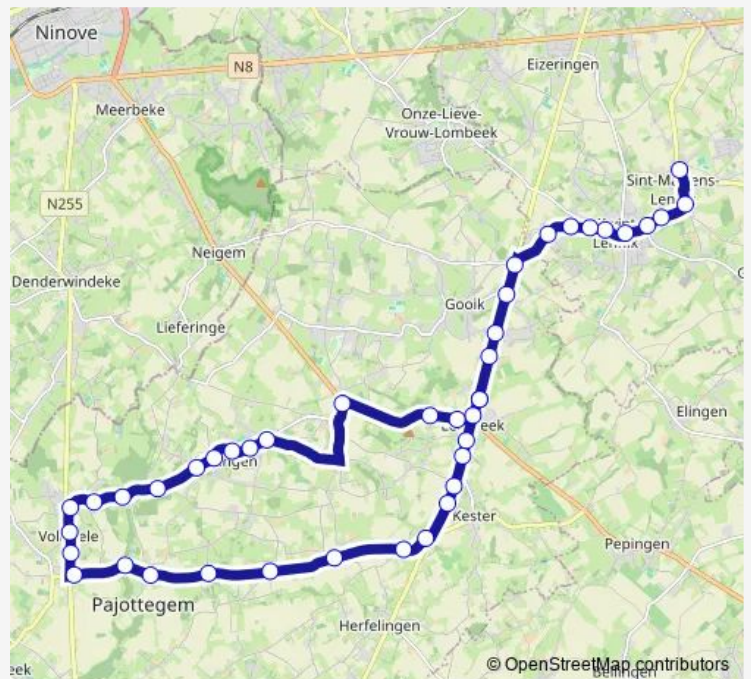 Ninove
N8
Eizeringen
Meerbeke
Onze-Lieve-
Vrouw-Lombeek
N255
Neigem
Denderwindeke
Gooik
Lieferinge
Elingen
Kester
Pepingen
Pajottegem
Herfelingen
© OpenStreetMap contributors
Bellingen